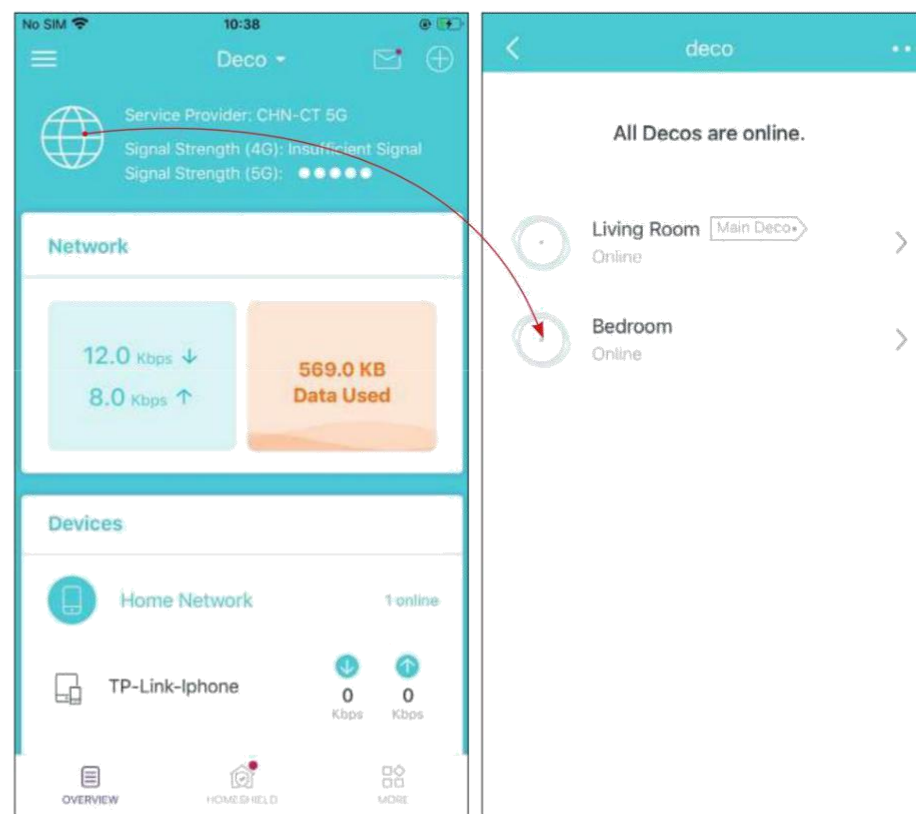 No SIM
10:38
Deco
Service Provider: CHN-CT 5G
Signal Strength (4G): Insufficient Signal
Signal Strength (5G):
Network
12.0 Kbps ↓
8.0 Kbps ↑
569.0 KB
Data Used
Devices
Home Network
1 online
TP-Link-Iphone
0
0
Kbps
Kbps
OVERVIEW
HOMESHIELD
MORE
deco
All Decos are online.
Living Room
Main Deco
Online
Bedroom
Online